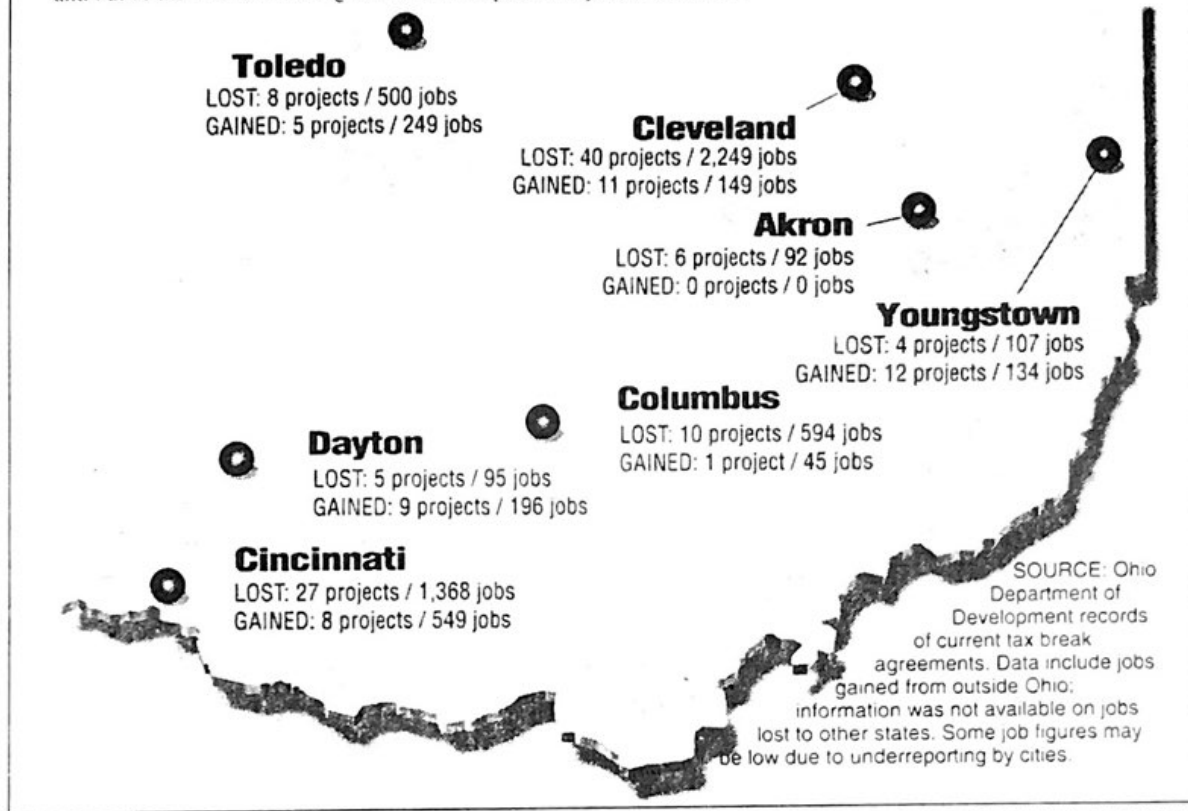 Toledo
LOST: 8 projects / 500 jobs
GAINED: 5 projects / 249 jobs
Cleveland
LOST: 40 projects / 2,249 jobs
GAINED: 11 projects / 149 jobs
Akron
LOST: 6 projects / 92 jobs
GAINED: 0 projects / 0 jobs
Youngstown
LOST: 4 projects / 107 jobs
GAINED: 12 projects / 134 jobs
Columbus
LOST: 10 projects / 594 jobs
GAINED: 1 project / 45 jobs
Dayton
LOST: 5 projects / 95 jobs
GAINED: 9 projects / 196 jobs
Cincinnati
LOST: 27 projects / 1,368 jobs
GAINED: 8 projects / 549 jobs
SOURCE: Ohio
Department of
Development records
of current tax break
agreements. Data include jobs
gained from outside Ohio;
information was not available on jobs
lost to other states. Some job figures may
be low due to underreporting by cities.